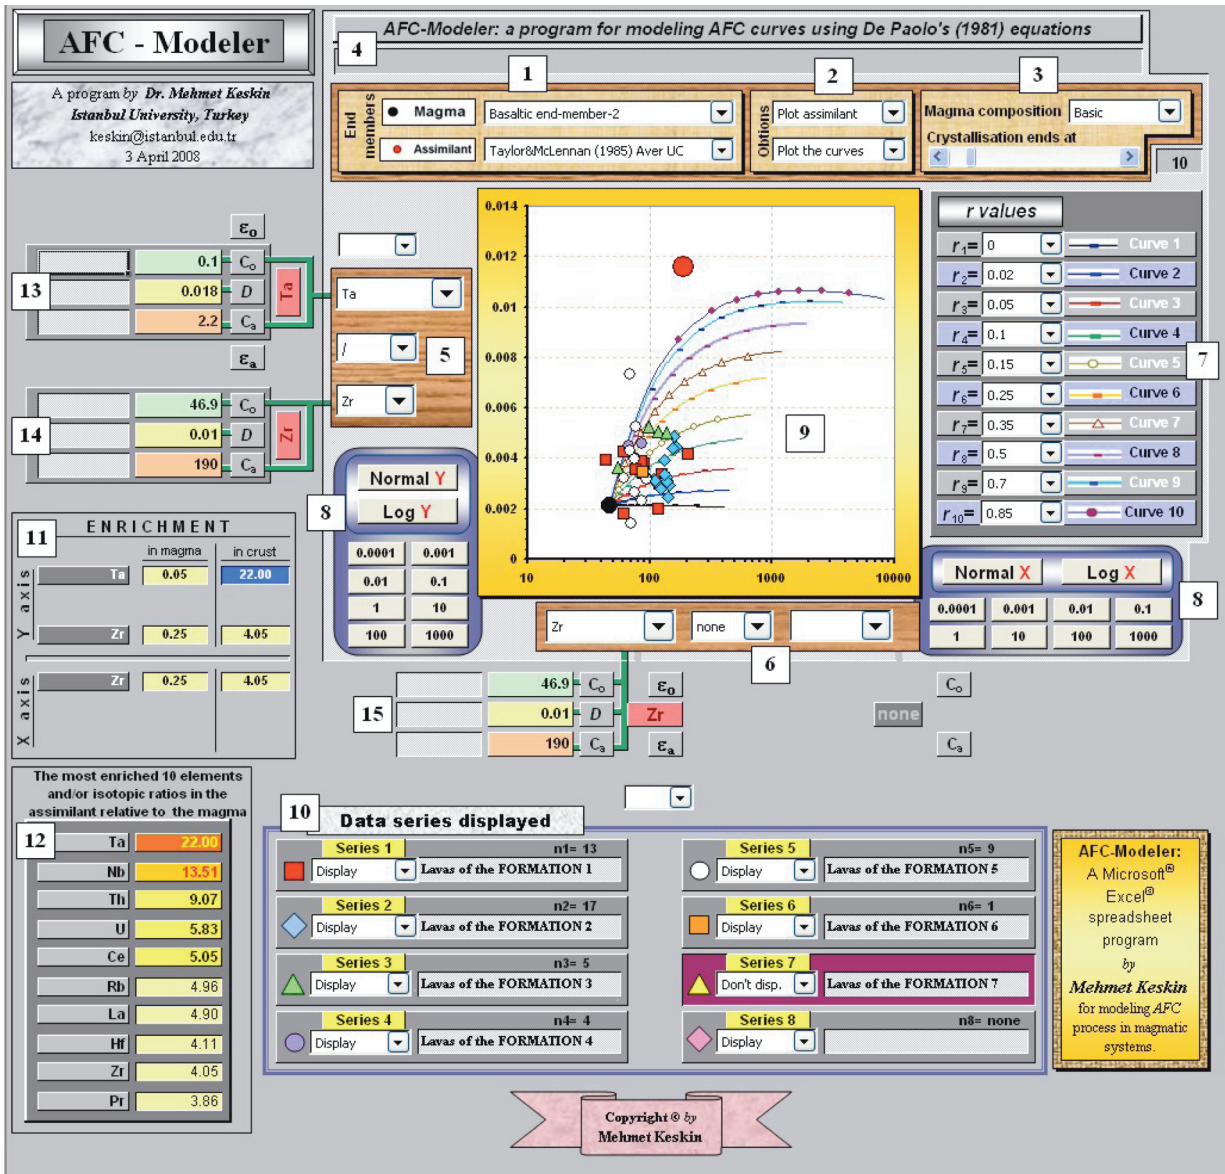 AFC - Modeler
A program by Dr. Mehmet Keskin
Istanbul University, Turkey
keskin@istanbul.edu.tr
3 April 2008
AFC-Modeler: a program for modeling AFC curves using De Paolo's (1981) equations
4
1
2
3
End members
Magma
Basaltic end-member-2
Assimilant
Taylor&McLennan (1985) Aver UC
Obtions
Plot assimilant
Plot the curves
Magma composition
Basic
Crystallisation ends at
10
εo
13
0.1
Co
0.018
D
2.2
Ca
Ta
εa
14
46.9
Co
0.01
D
190
Ca
Zr
Ta
/
5
Zr
0.014
0.012
0.01
0.008
0.006
0.004
0.002
0
10
100
1000
10000
9
r values
r1=
0
Curve 1
r2=
0.02
Curve 2
r3=
0.05
Curve 3
r4=
0.1
Curve 4
r5=
0.15
Curve 5
r6=
0.25
Curve 6
r7=
0.35
Curve 7
r8=
0.5
Curve 8
r9=
0.7
Curve 9
r10=
0.85
Curve 10
7
8
Normal Y
Log Y
0.0001
0.001
0.01
0.1
1
10
100
1000
Normal X
Log X
8
0.0001
0.001
0.01
0.1
1
10
100
1000
Zr
none
6
11
ENRICHMENT
in magma
in crust
Y axis
Ta
0.05
22.00
Zr
0.25
4.05
X axis
Zr
0.25
4.05
15
46.9
Co
εo
0.01
D
Zr
190
Ca
εa
Co
none
Ca
The most enriched 10 elements
and/or isotopic ratios in the
assimilant relative to the magma
12
Ta
22.00
Nb
13.51
Th
9.07
U
5.83
Ce
5.05
Rb
4.96
La
4.90
Hf
4.11
Zr
4.05
Pr
3.86
10
Data series displayed
Series 1
n1= 13
Display
Lavas of the FORMATION 1
Series 2
n2= 17
Display
Lavas of the FORMATION 2
Series 3
n3= 5
Display
Lavas of the FORMATION 3
Series 4
n4= 4
Display
Lavas of the FORMATION 4
Series 5
n5= 9
Display
Lavas of the FORMATION 5
Series 6
n6= 1
Display
Lavas of the FORMATION 6
Series 7
Don't disp.
Lavas of the FORMATION 7
Series 8
n8= none
Display
AFC-Modeler:
A Microsoft®
Excel®
spreadsheet
program
by
Mehmet Keskin
for modeling AFC
process in magmatic
systems.
Copyright © by
Mehmet Keskin